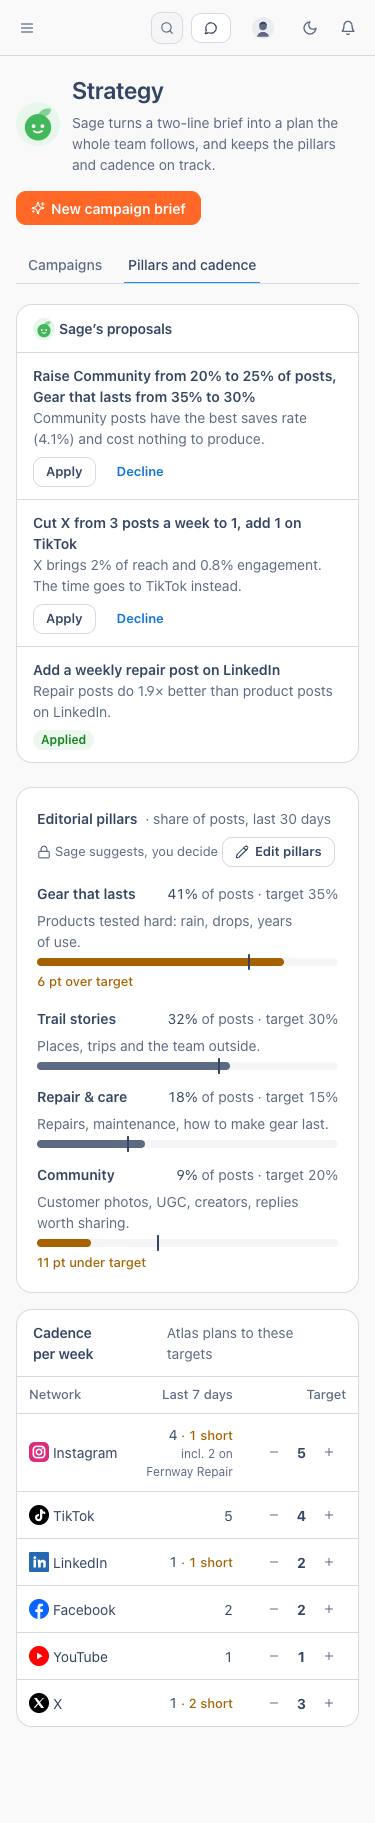 Strategy
Sage turns a two-line brief into a plan the
whole team follows, and keeps the pillars
and cadence on track.
New campaign brief
Campaigns
Pillars and cadence
Sage's proposals
Raise Community from 20% to 25% of posts,
Gear that lasts from 35% to 30%
Community posts have the best saves rate
(4.1%) and cost nothing to produce.
Apply
Decline
Cut X from 3 posts a week to 1, add 1 on
TikTok
X brings 2% of reach and 0.8% engagement.
The time goes to TikTok instead.
Apply
Decline
Add a weekly repair post on LinkedIn
Repair posts do 1.9× better than product posts
on LinkedIn.
Applied
Editorial pillars · share of posts, last 30 days
Sage suggests, you decide
Edit pillars
Gear that lasts 41% of posts · target 35%
Products tested hard: rain, drops, years
of use.
6 pt over target
Trail stories 32% of posts · target 30%
Places, trips and the team outside.
Repair & care 18% of posts · target 15%
Repairs, maintenance, how to make gear last.
Community 9% of posts · target 20%
Customer photos, UGC, creators, replies
worth sharing.
11 pt under target
Cadence
per week
Atlas plans to these
targets
Network Last 7 days Target
Instagram 4 · 1 short
incl. 2 on
Fernway Repair
− 5 +
TikTok 5 − 4 +
LinkedIn 1 · 1 short − 2 +
Facebook 2 − 2 +
YouTube 1 − 1 +
X 1 · 2 short − 3 +